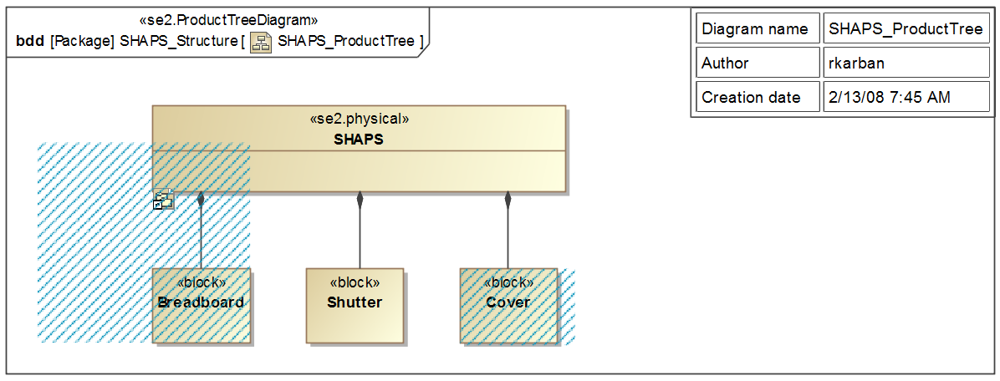 «se2.ProductTreeDiagram»
bdd [Package] SHAPS_Structure [ SHAPS_ProductTree ]
Diagram name SHAPS_ProductTree
Author rkarban
Creation date 2/13/08 7:45 AM
«se2.physical»
SHAPS
«block» «block» «block»
Breadboard Shutter Cover